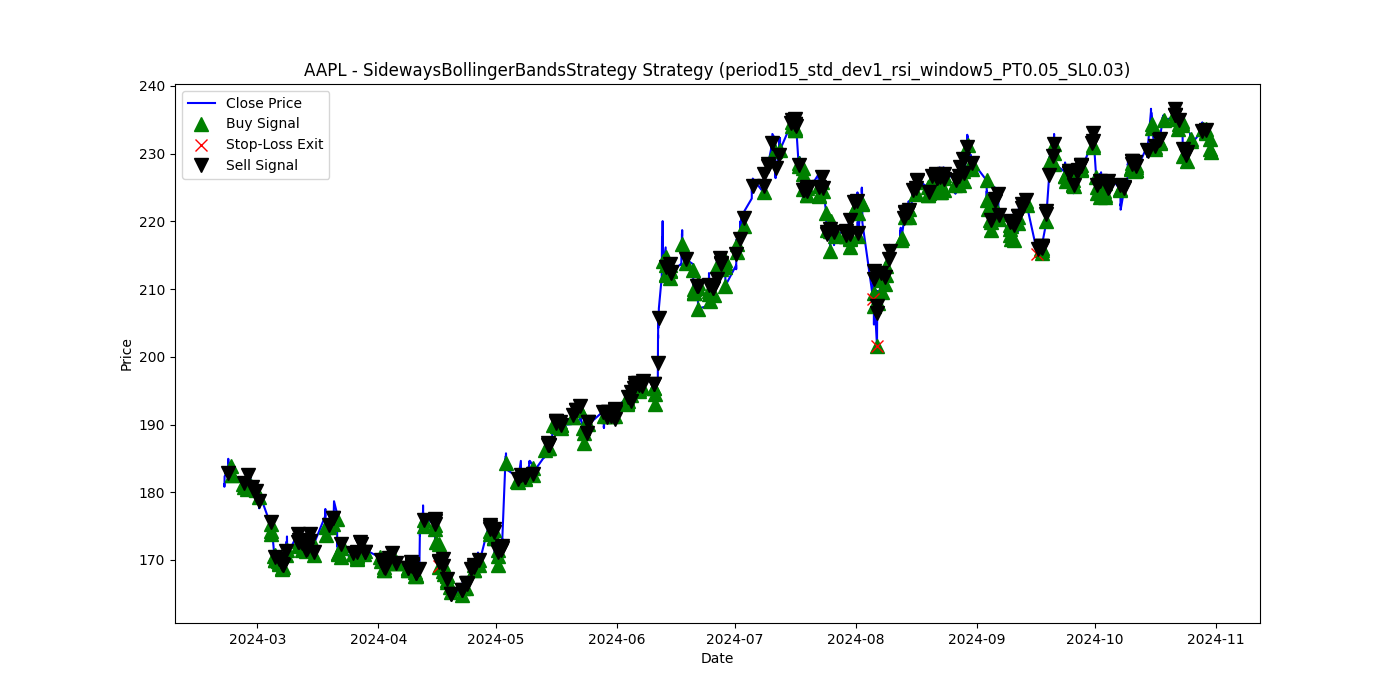 AAPL - SidewaysBollingerBandsStrategy Strategy (period15_std_dev1_rsi_window5_PT0.05_SL0.03)
Close Price
Buy Signal
Stop-Loss Exit
Sell Signal
Price
240
230
220
210
200
190
180
170
2024-03
2024-04
2024-05
2024-06
2024-07
2024-08
2024-09
2024-10
2024-11
Date